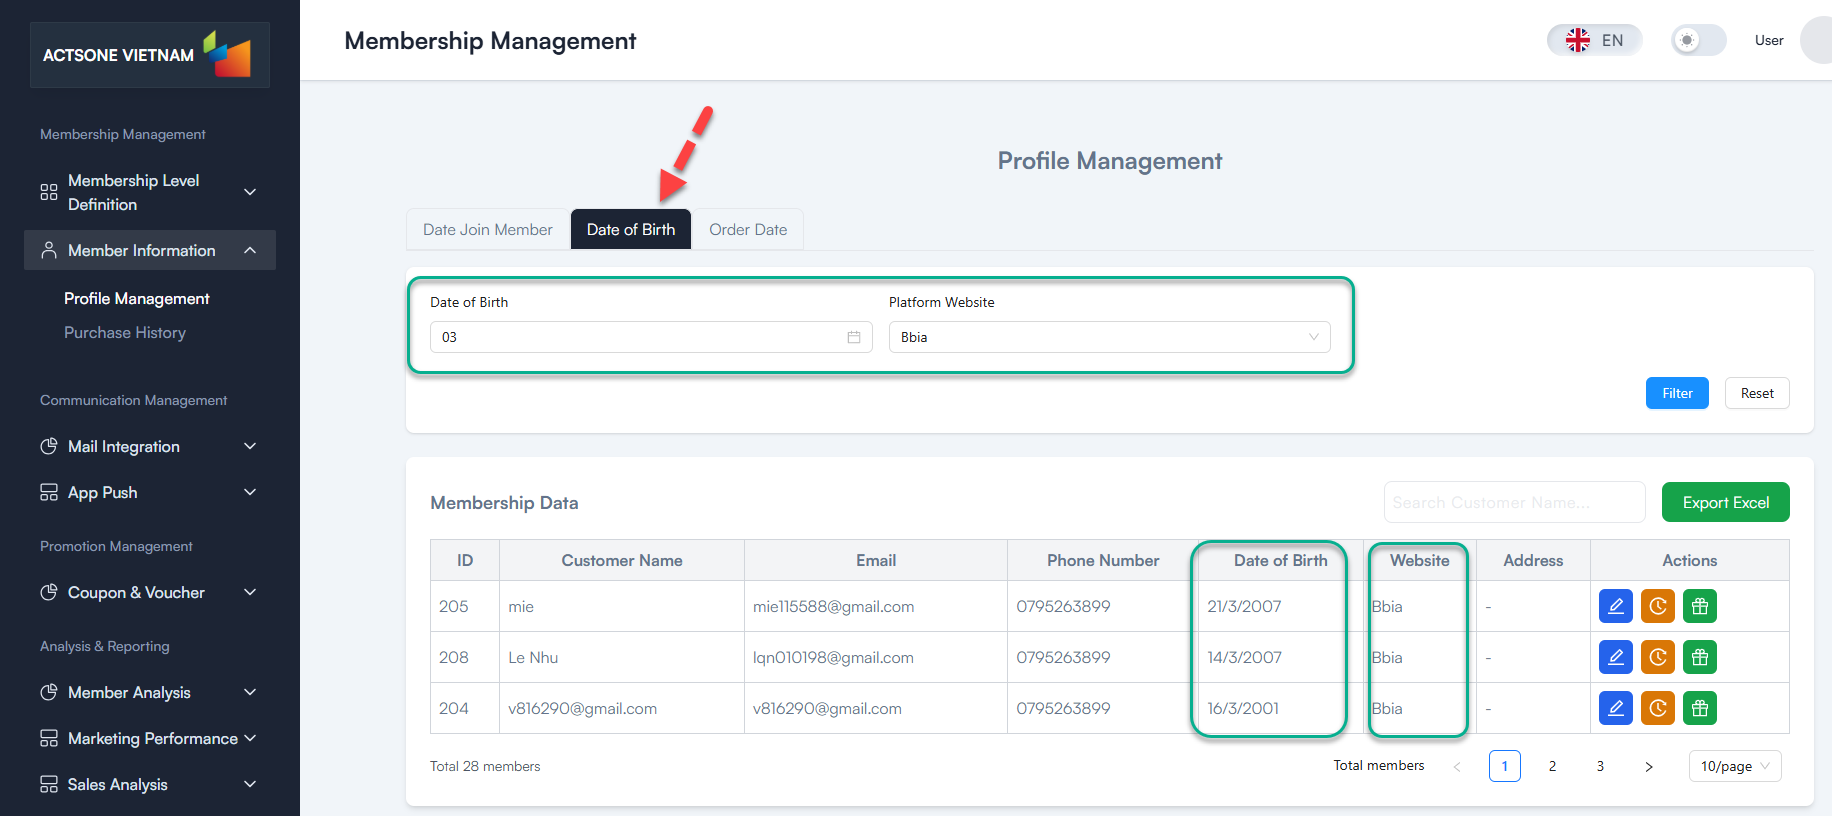 ACTSONE VIETNAM
Membership Management
EN
User
Membership Management
Membership Level
Definition
Member Information
Profile Management
Purchase History
Communication Management
Mail Integration
App Push
Promotion Management
Coupon & Voucher
Analysis & Reporting
Member Analysis
Marketing Performance
Sales Analysis
Profile Management
Date Join Member Date of Birth Order Date
Date of Birth Platform Website
03 Bbia
Filter Reset
Membership Data Search Customer Name... Export Excel
ID Customer Name Email Phone Number Date of Birth Website Address Actions
205 mie mie115588@gmail.com 0795263899 21/3/2007 Bbia -
208 Le Nhu lqn010198@gmail.com 0795263899 14/3/2007 Bbia -
204 v816290@gmail.com v816290@gmail.com 0795263899 16/3/2001 Bbia -
Total 28 members Total members < 1 2 3 > 10/page